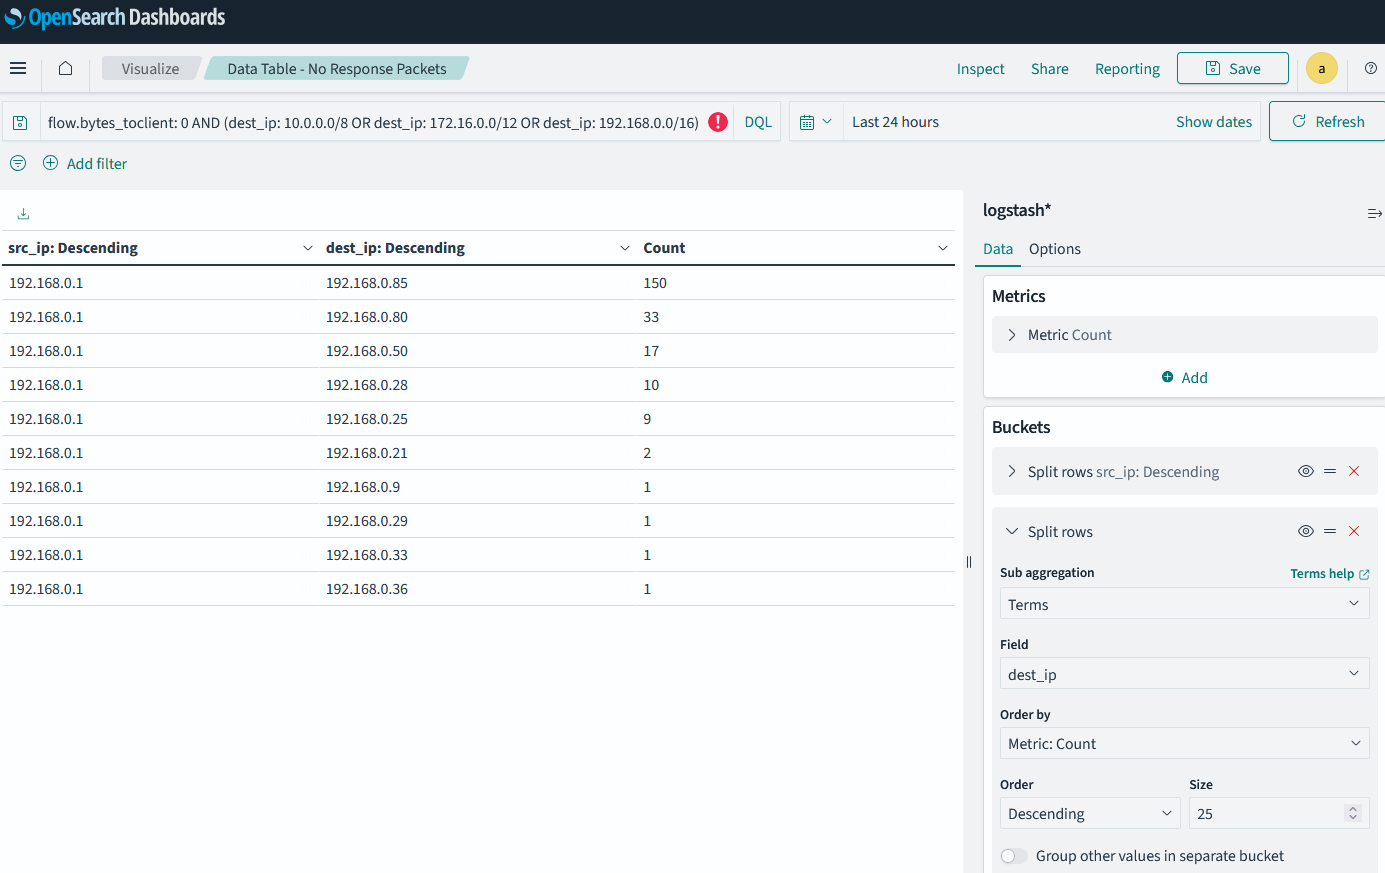 OpenSearch Dashboards
Visualize
Data Table - No Response Packets
Inspect
Share
Reporting
Save
a
flow.bytes_toclient: 0 AND (dest_ip: 10.0.0.0/8 OR dest_ip: 172.16.0.0/12 OR dest_ip: 192.168.0.0/16)
DQL
Last 24 hours
Show dates
Refresh
Add filter
src_ip: Descending dest_ip: Descending Count
192.168.0.1 192.168.0.85 150
192.168.0.1 192.168.0.80 33
192.168.0.1 192.168.0.50 17
192.168.0.1 192.168.0.28 10
192.168.0.1 192.168.0.25 9
192.168.0.1 192.168.0.21 2
192.168.0.1 192.168.0.9 1
192.168.0.1 192.168.0.29 1
192.168.0.1 192.168.0.33 1
192.168.0.1 192.168.0.36 1
logstash*
Data Options
Metrics
Metric Count
Add
Buckets
Split rows src_ip: Descending
Split rows
Sub aggregation Terms help
Terms
Field
dest_ip
Order by
Metric: Count
Order Size
Descending 25
Group other values in separate bucket